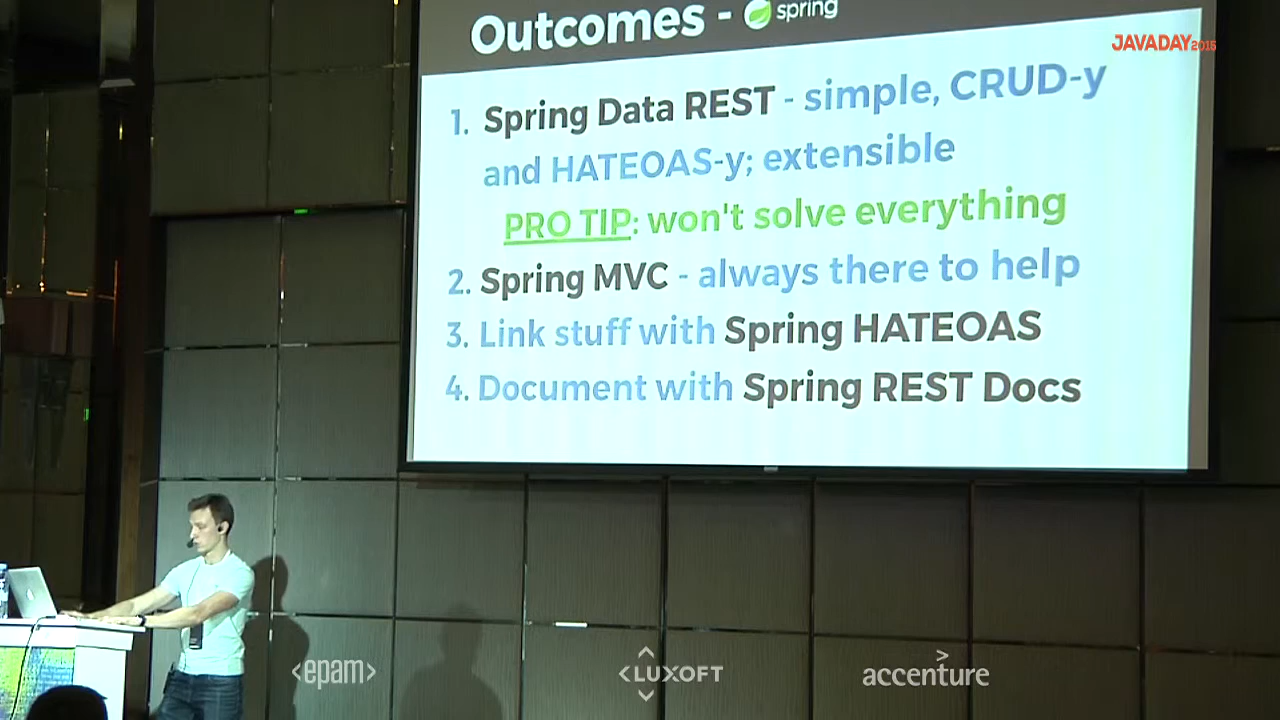 Outcomes - spring
JAVADAY2015
1. Spring Data REST - simple, CRUD-y
and HATEOAS-y; extensible
PRO TIP: won't solve everything
2. Spring MVC - always there to help
3. Link stuff with Spring HATEOAS
4. Document with Spring REST Docs
<epam>
LUXOFT
accenture